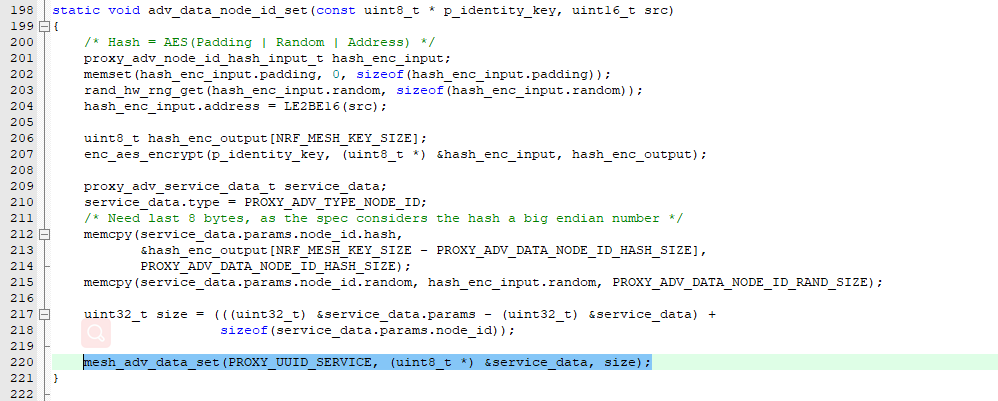 198 static void adv_data_node_id_set(const uint8_t * p_identity_key, uint16_t src)
199 {
200     /* Hash = AES(Padding | Random | Address) */
201     proxy_adv_node_id_hash_input_t hash_enc_input;
202     memset(hash_enc_input.padding, 0, sizeof(hash_enc_input.padding));
203     rand_hw_rng_get(hash_enc_input.random, sizeof(hash_enc_input.random));
204     hash_enc_input.address = LE2BE16(src);
205
206     uint8_t hash_enc_output[NRF_MESH_KEY_SIZE];
207     enc_aes_encrypt(p_identity_key, (uint8_t *) &hash_enc_input, hash_enc_output);
208
209     proxy_adv_service_data_t service_data;
210     service_data.type = PROXY_ADV_TYPE_NODE_ID;
211     /* Need last 8 bytes, as the spec considers the hash a big endian number */
212     memcpy(service_data.params.node_id.hash,
213            &hash_enc_output[NRF_MESH_KEY_SIZE - PROXY_ADV_DATA_NODE_ID_HASH_SIZE],
214            PROXY_ADV_DATA_NODE_ID_HASH_SIZE);
215     memcpy(service_data.params.node_id.random, hash_enc_input.random, PROXY_ADV_DATA_NODE_ID_RAND_SIZE);
216
217     uint32_t size = (((uint32_t) &service_data.params - (uint32_t) &service_data) +
218                      sizeof(service_data.params.node_id));
219
220     mesh_adv_data_set(PROXY_UUID_SERVICE, (uint8_t *) &service_data, size);
221 }
222